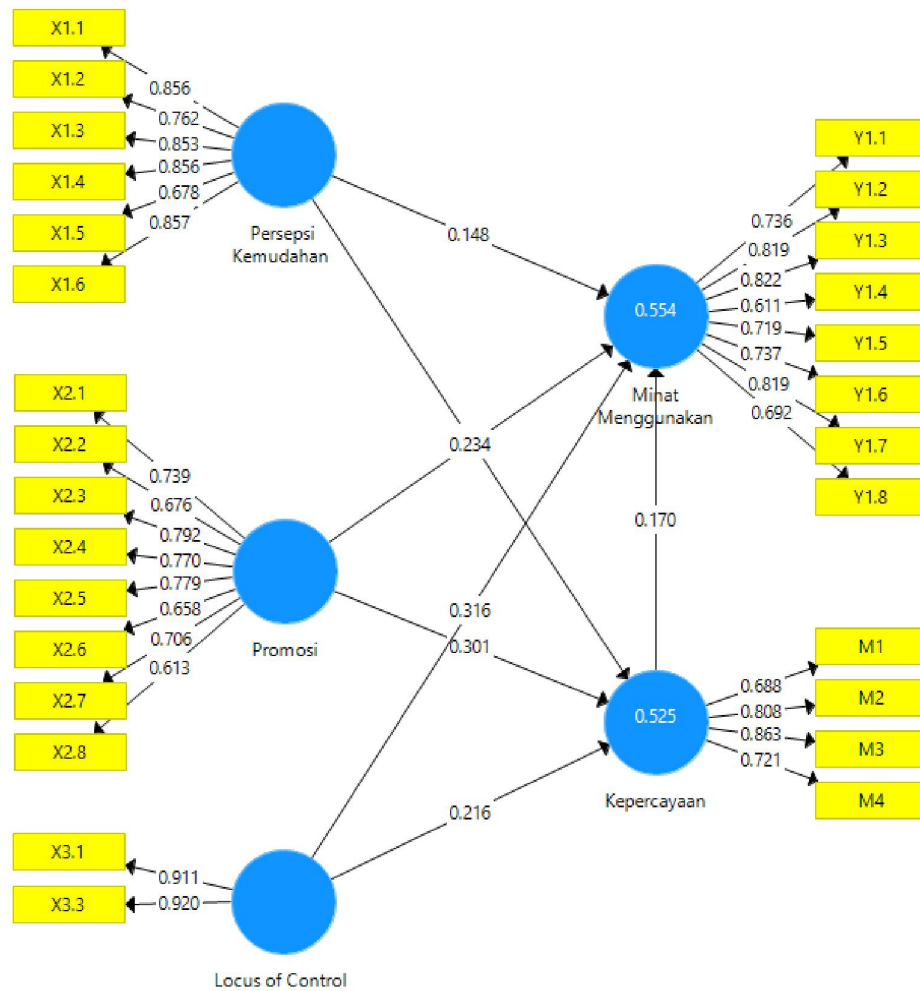 X1.1
X1.2
X1.3
X1.4
X1.5
X1.6
0.856
0.762
0.853
0.856
0.678
0.857
Persepsi
Kemudahan
X2.1
X2.2
X2.3
X2.4
X2.5
X2.6
X2.7
X2.8
0.739
0.676
0.792
0.770
0.779
0.658
0.706
0.613
Promosi
X3.1
X3.3
0.911
0.920
Locus of Control
0.148
0.234
0.316
0.301
0.216
0.170
0.554
Minat
Menggunakan
0.736
0.819
0.822
0.611
0.719
0.737
0.819
0.692
Y1.1
Y1.2
Y1.3
Y1.4
Y1.5
Y1.6
Y1.7
Y1.8
0.525
Kepercayaan
0.688
0.808
0.863
0.721
M1
M2
M3
M4